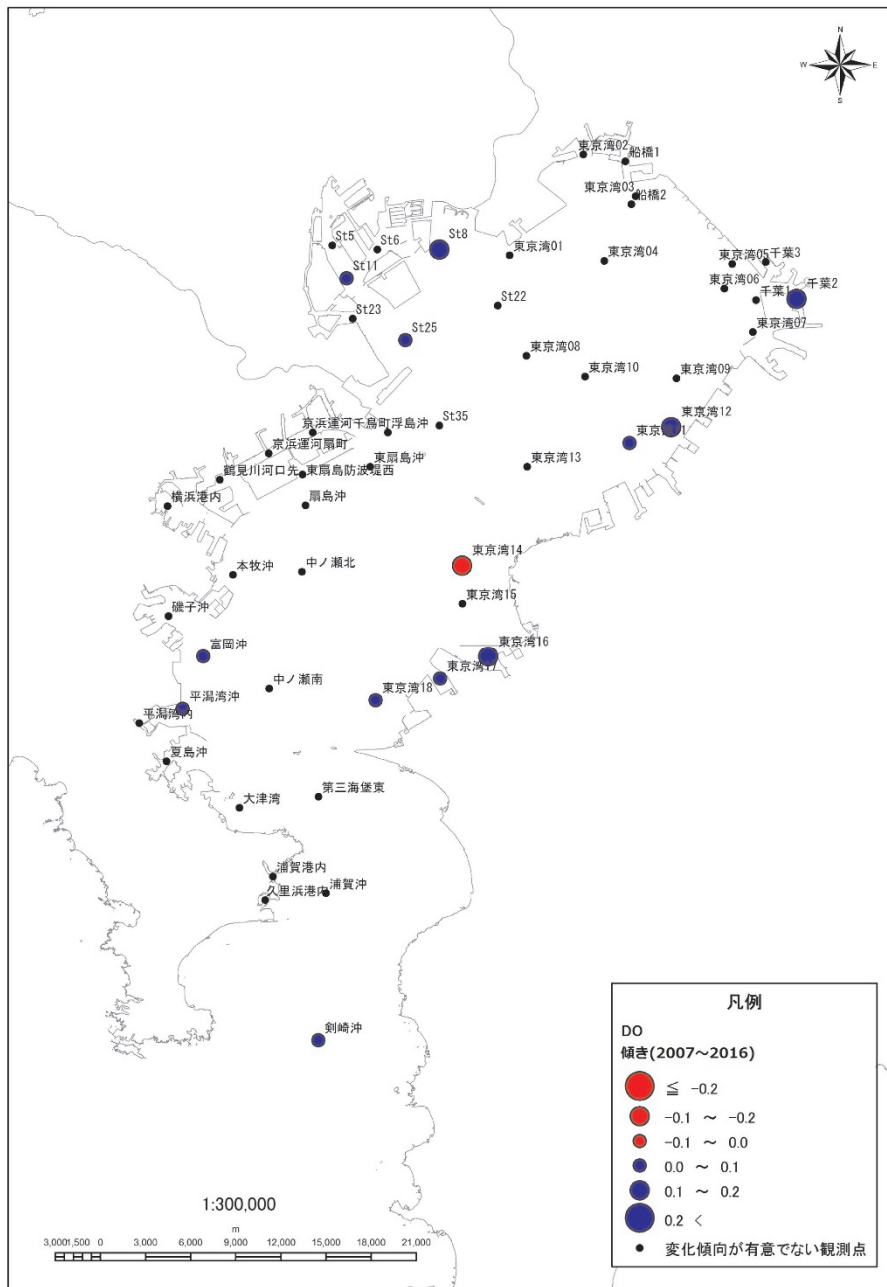 N
W
E
S
東京湾02
船橋1
東京湾03
船橋2
St5
St6
St8
東京湾01
東京湾04
東京湾05
千葉3
St11
東京湾06
千葉1
千葉2
St23
St22
東京湾07
St25
東京湾08
東京湾10
東京湾09
京浜運河千鳥町
浮島沖
St35
東京湾12
東京湾11
京浜運河扇町
鶴見川河口先
東扇島防波堤西
東扇島沖
東京湾13
横浜港内
扇島沖
本牧沖
中ノ瀬北
東京湾14
磯子沖
東京湾15
富岡沖
東京湾16
中ノ瀬南
東京湾17
平潟湾沖
東京湾18
平潟湾内
夏島沖
大津湾
第三海堡東
浦賀港内
久里浜港内
浦賀沖
剣崎沖
凡例
DO
傾き(2007～2016)
≦ -0.2
-0.1 ～ -0.2
-0.1 ～ 0.0
0.0 ～ 0.1
0.1 ～ 0.2
0.2 <
変化傾向が有意でない観測点
1:300,000
m
3,000 1,500 0 3,000 6,000 9,000 12,000 15,000 18,000 21,000